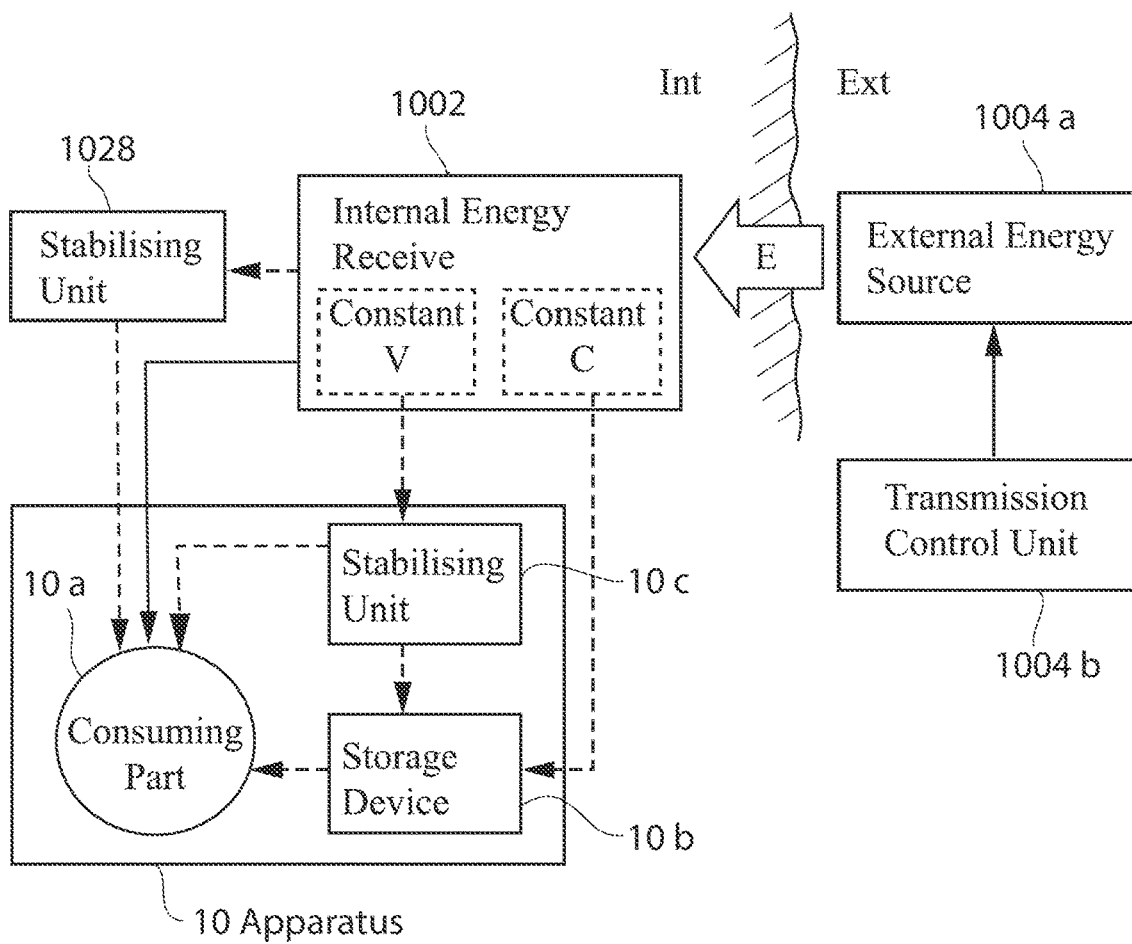 Int
Ext
1002
1004 a
1028
Internal Energy
Receive
External Energy
Source
Stabilising
Unit
E
Constant
V
Constant
C
Transmission
Control Unit
Stabilising
Unit
10 a
10 c
1004 b
Consuming
Part
Storage
Device
10 b
10 Apparatus